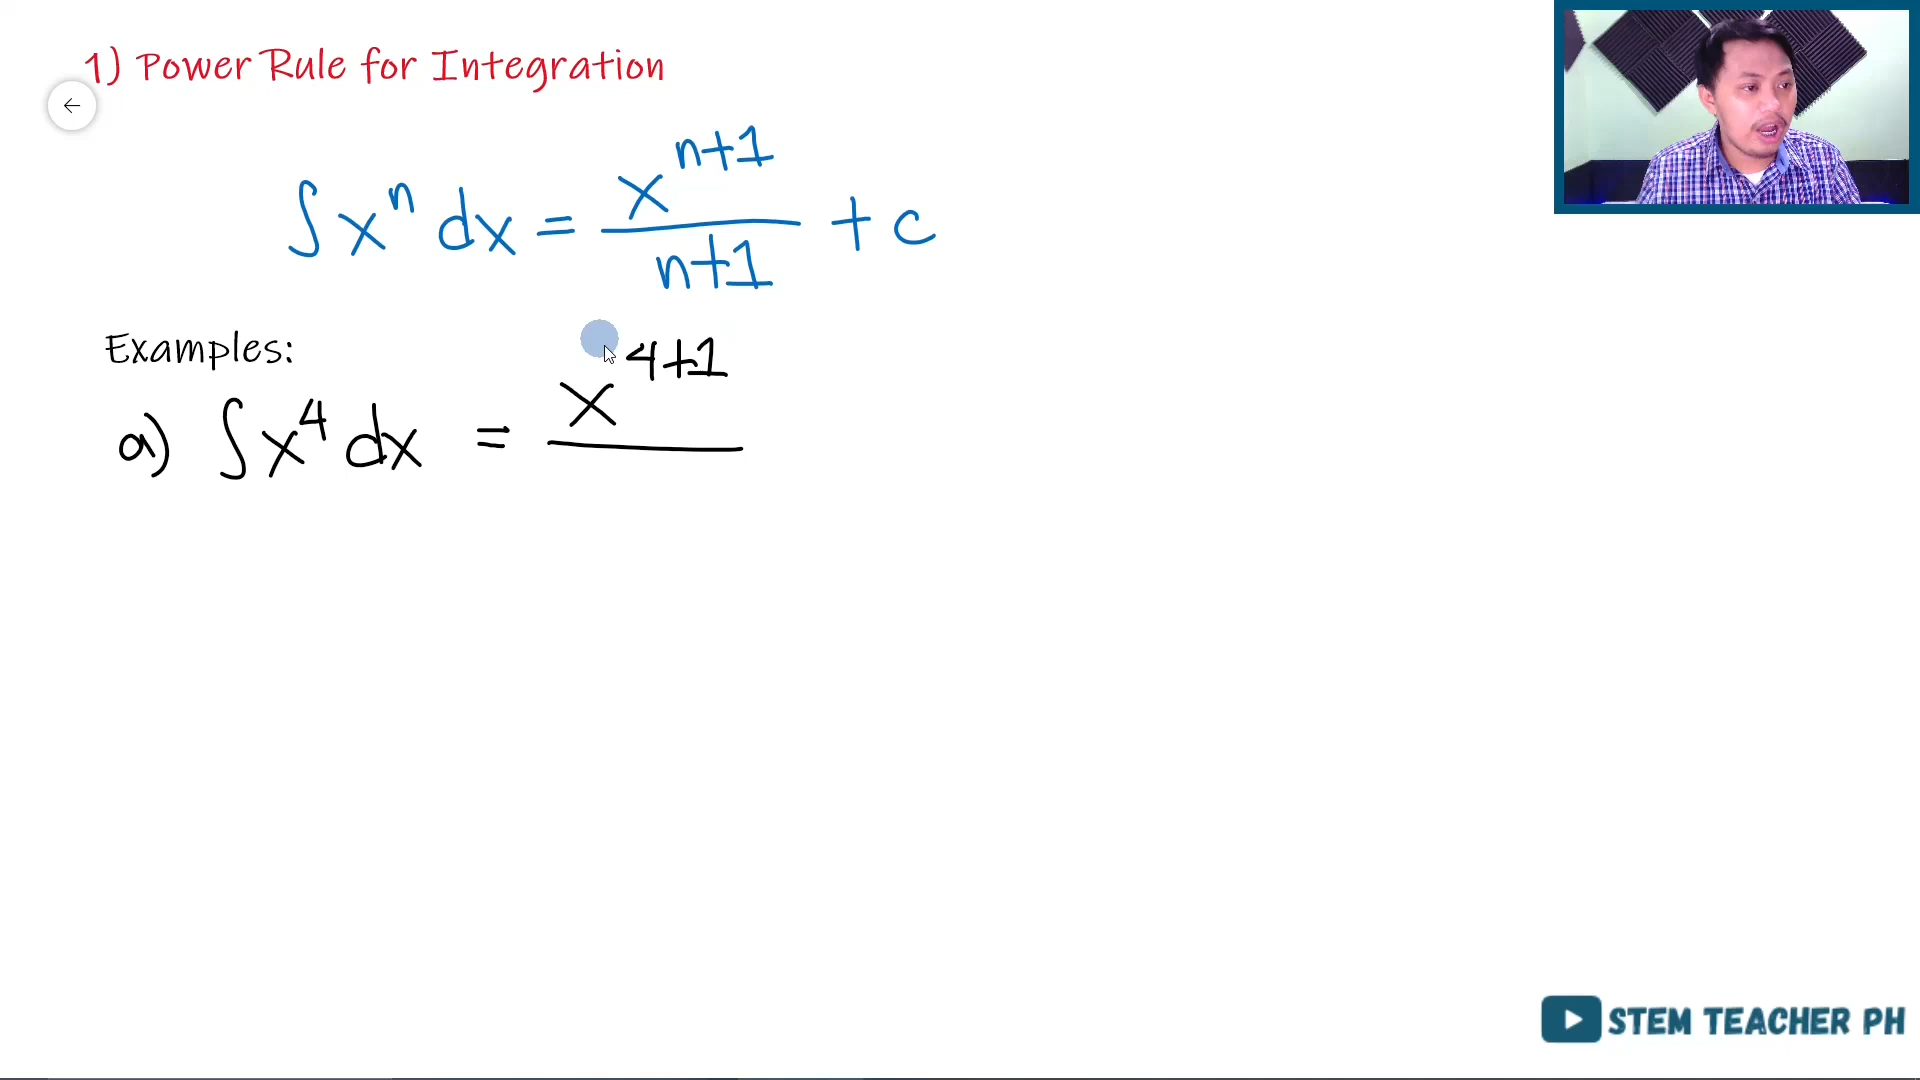 1) Power Rule for Integration
∫xⁿ dx = xⁿ⁺¹/n+1 + c
Examples:
a) ∫x⁴ dx = x⁴⁺¹
STEM TEACHER PH